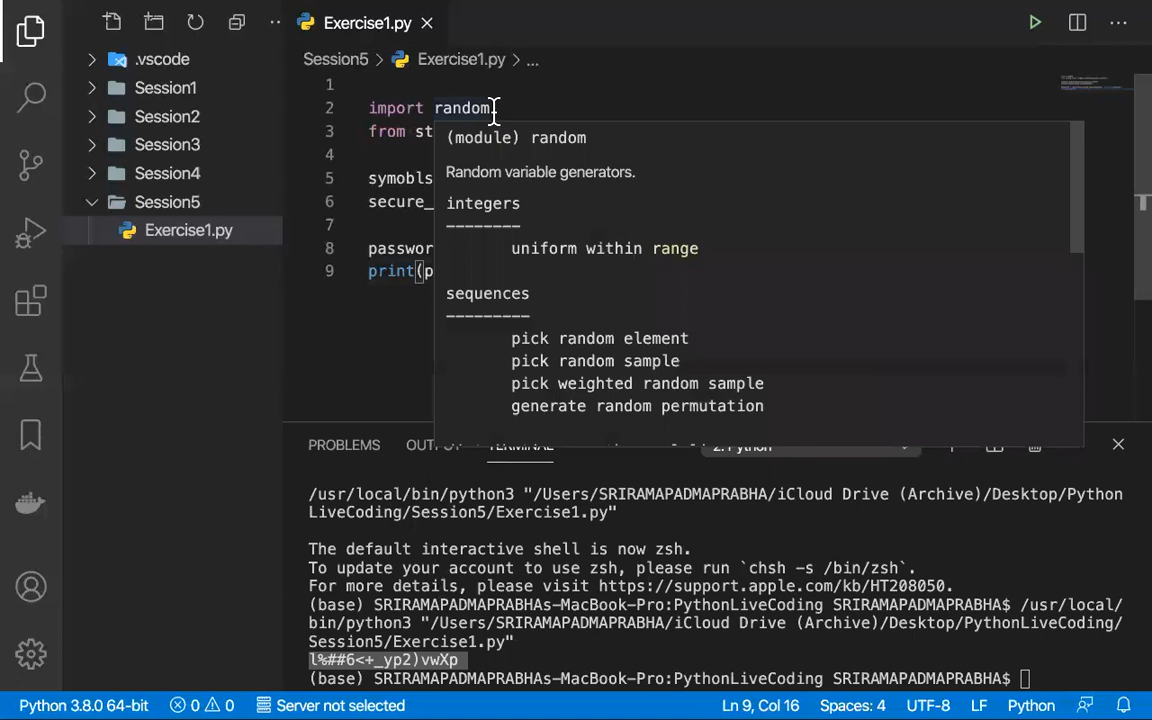 Exercise1.py
.vscode
Session5 > Exercise1.py > ...
Session1
Session2
Session3
Session4
Session5
Exercise1.py
1
2 import random
3 from st
4
5 symobls
6 secure_
7
8 passwor
9 print(p
(module) random
Random variable generators.
integers
--------
uniform within range
sequences
---------
pick random element
pick random sample
pick weighted random sample
generate random permutation
PROBLEMS OUTPUT TERMINAL
2: Python
/usr/local/bin/python3 "/Users/SRIRAMAPADMAPRABHA/iCloud Drive (Archive)/Desktop/Python
LiveCoding/Session5/Exercise1.py"
The default interactive shell is now zsh.
To update your account to use zsh, please run `chsh -s /bin/zsh`.
For more details, please visit https://support.apple.com/kb/HT208050.
(base) SRIRAMAPADMAPRABHAs-MacBook-Pro:PythonLiveCoding SRIRAMAPADMAPRABHA$ /usr/local/
bin/python3 "/Users/SRIRAMAPADMAPRABHA/iCloud Drive (Archive)/Desktop/PythonLiveCoding/
Session5/Exercise1.py"
l%##6<+_yp2)vwXp
(base) SRIRAMAPADMAPRABHAs-MacBook-Pro:PythonLiveCoding SRIRAMAPADMAPRABHA$
Python 3.8.0 64-bit 0 0 Server not selected Ln 9, Col 16 Spaces: 4 UTF-8 LF Python